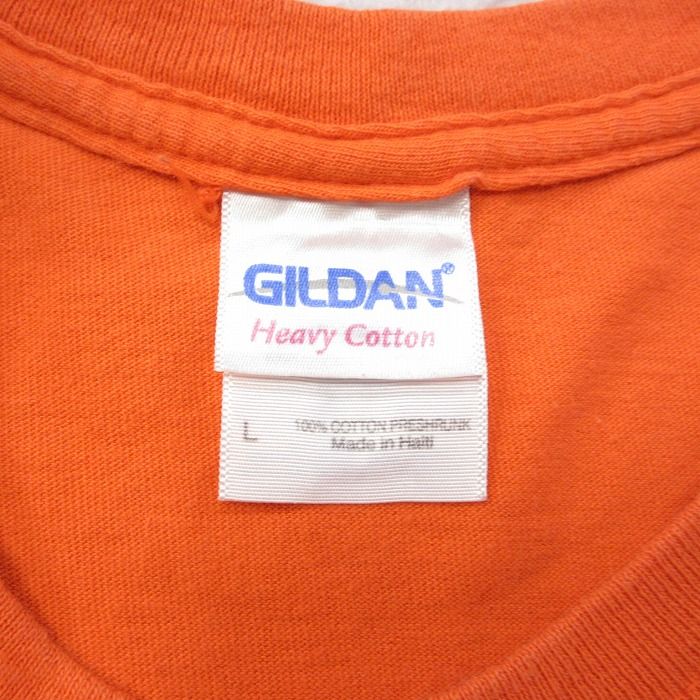 GILDAN®
Heavy Cotton
L 100% COTTON PRESHRUNK
Made in Haiti